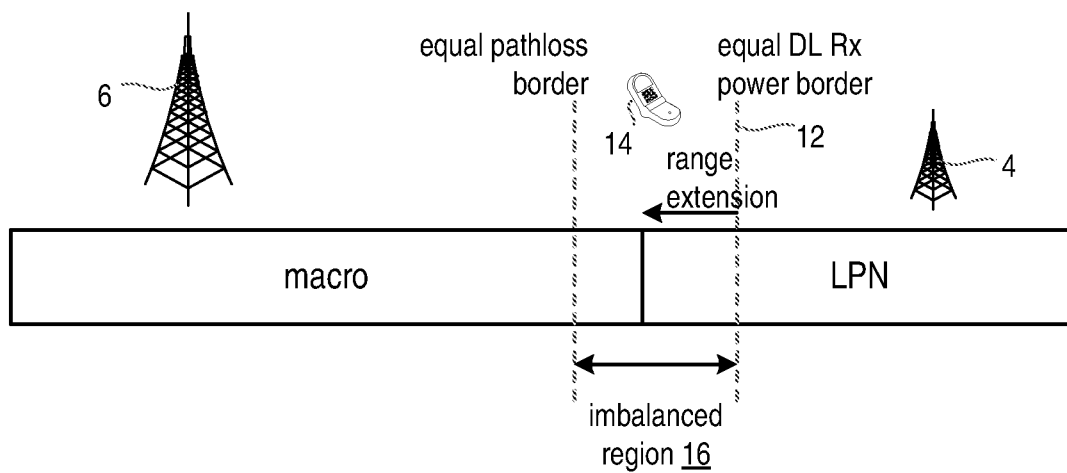 equal pathloss
border
equal DL Rx
power border
6
14
12
4
range
extension
macro
LPN
imbalanced
region 16